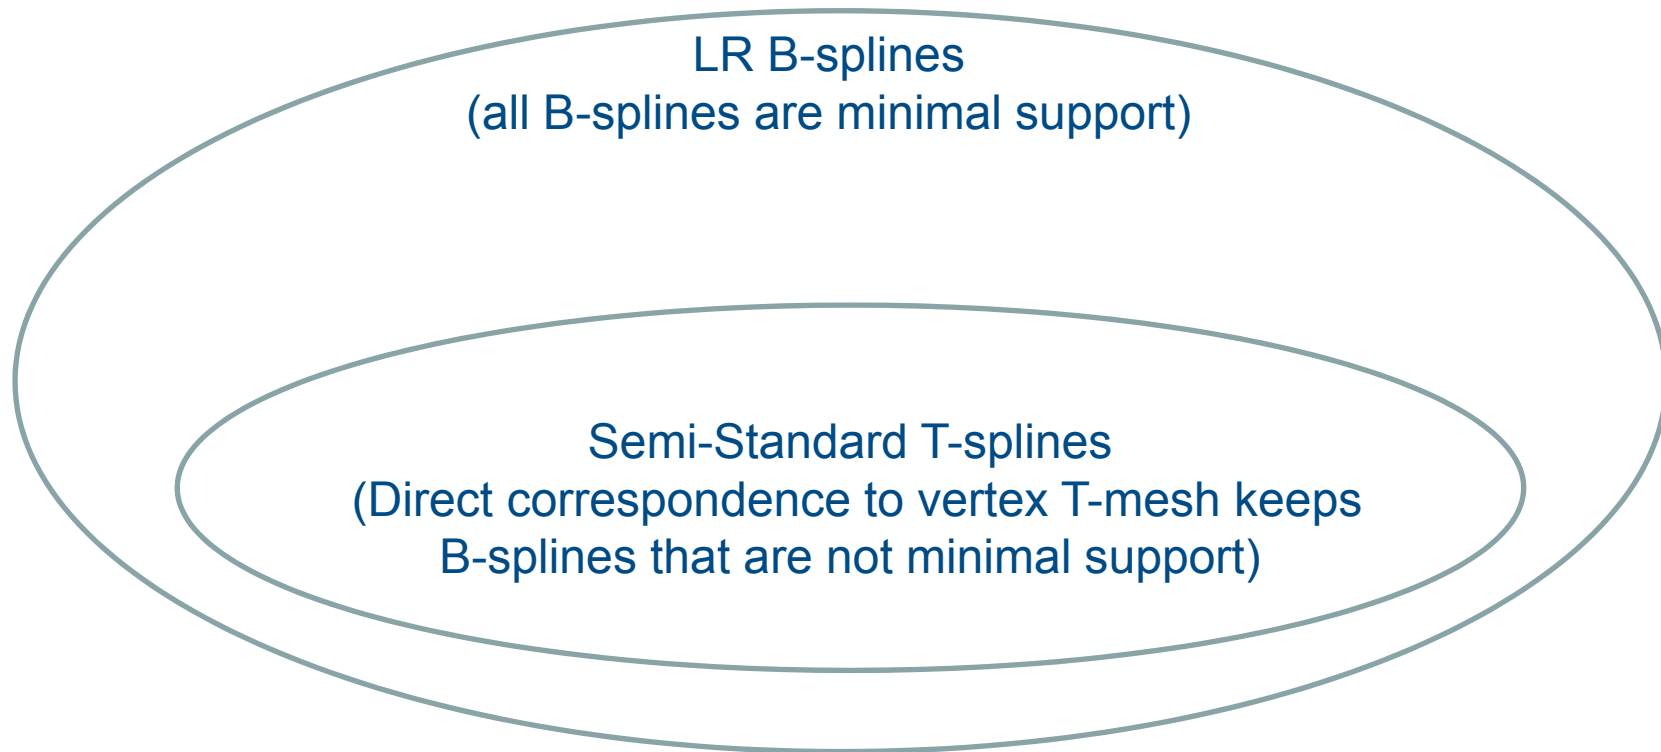 LR B-splines
(all B-splines are minimal support)
Semi-Standard T-splines
(Direct correspondence to vertex T-mesh keeps
B-splines that are not minimal support)